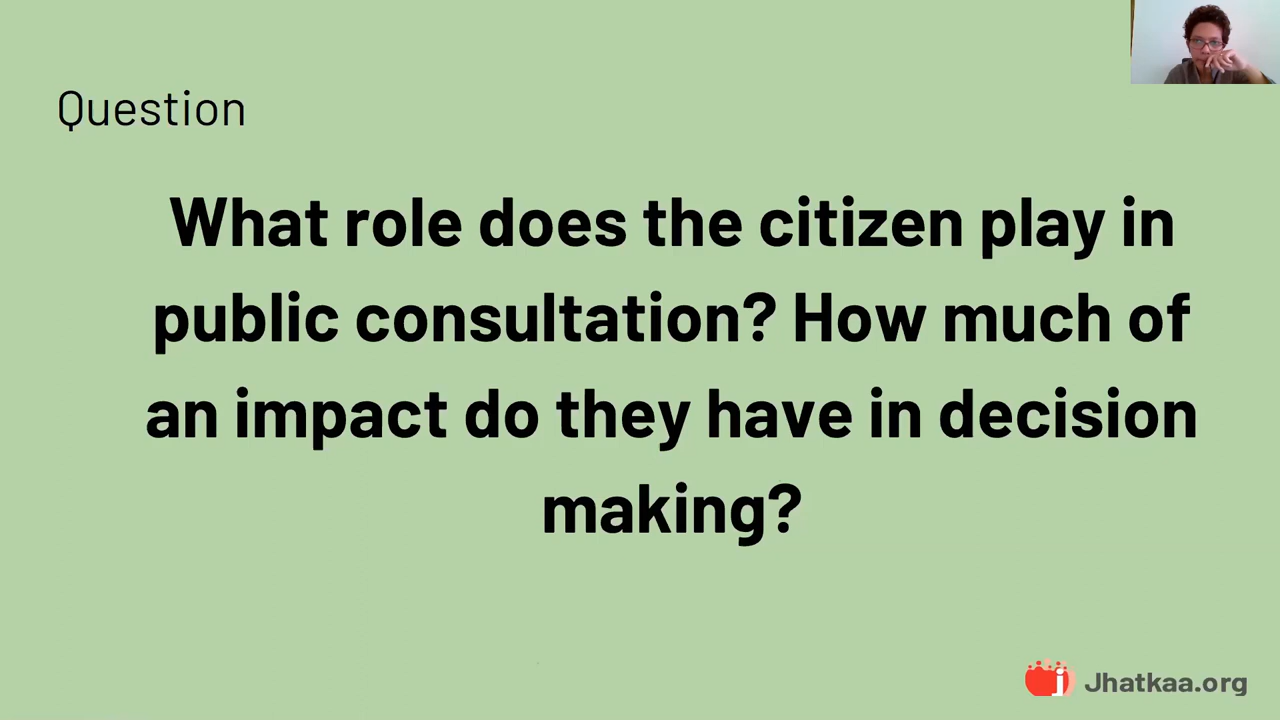 Question
What role does the citizen play in
public consultation? How much of
an impact do they have in decision
making?
Jhatkaa.org